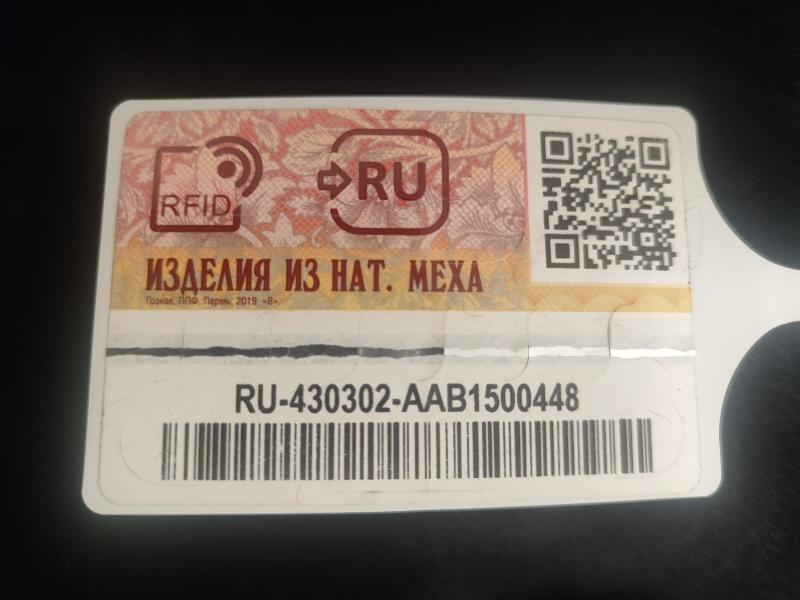 RFID
RU
ИЗДЕЛИЯ ИЗ НАТ. МЕХА
Гознак, ППФ, Пермь, 2019, «В».
RU-430302-AAB1500448